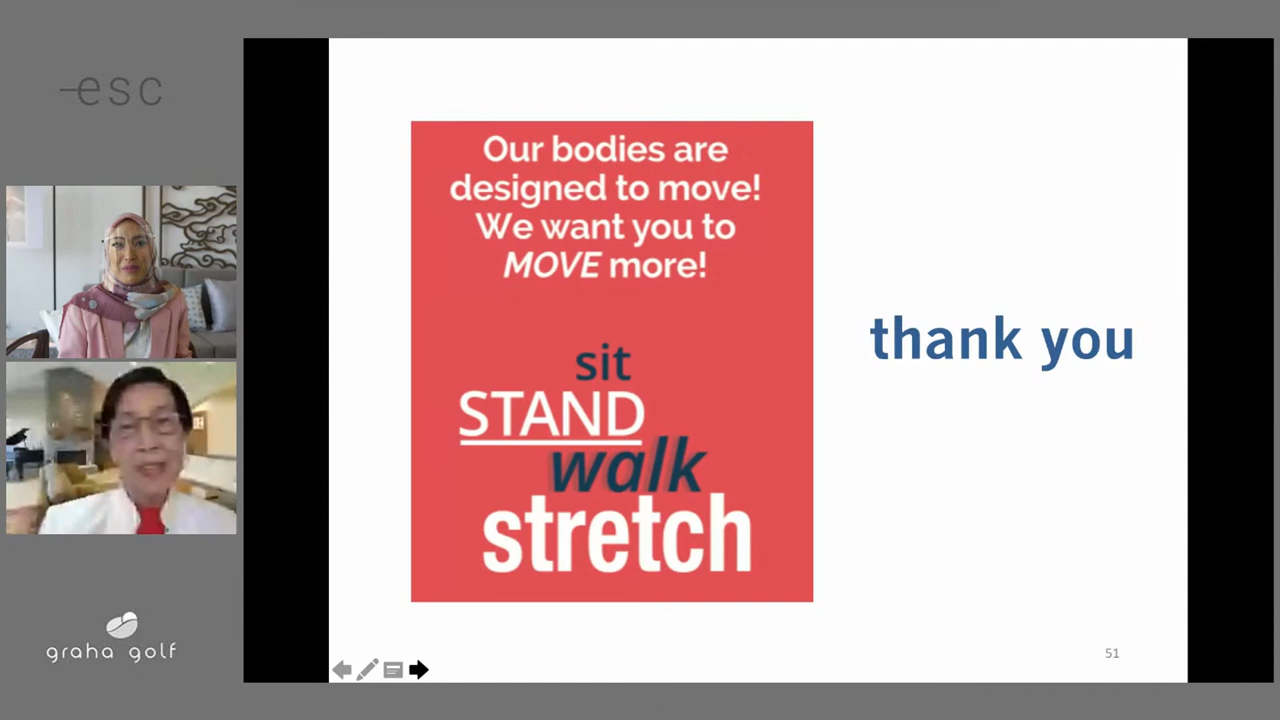 esc
Our bodies are
designed to move!
We want you to
MOVE more!
sit
STAND
walk
stretch
thank you
graha golf
51